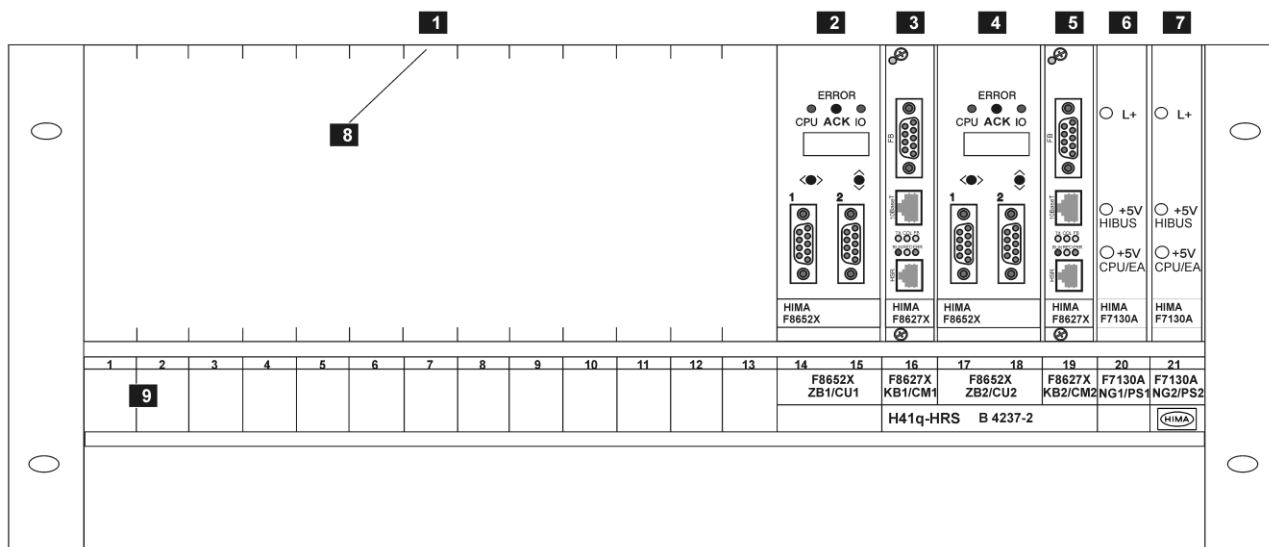 1 2 3 4 5 6 7
8
ERROR ERROR
CPU ACK IO CPU ACK IO
L+ L+
FB FB
1 2 1 2
10BaseT 10BaseT
+5V +5V
HIBUS HIBUS
+5V +5V
CPU/EA CPU/EA
HSR HSR
HIMA HIMA HIMA HIMA HIMA HIMA
F8652X F8627X F8652X F8627X F7130A F7130A
1 2 3 4 5 6 7 8 9 10 11 12 13 14 15 16 17 18 19 20 21
F8652X F8627X F8652X F8627X F7130A F7130A
ZB1/CU1 KB1/CM1 ZB2/CU2 KB2/CM2 NG1/PS1 NG2/PS2
9
H41q-HRS B 4237-2 HIMA